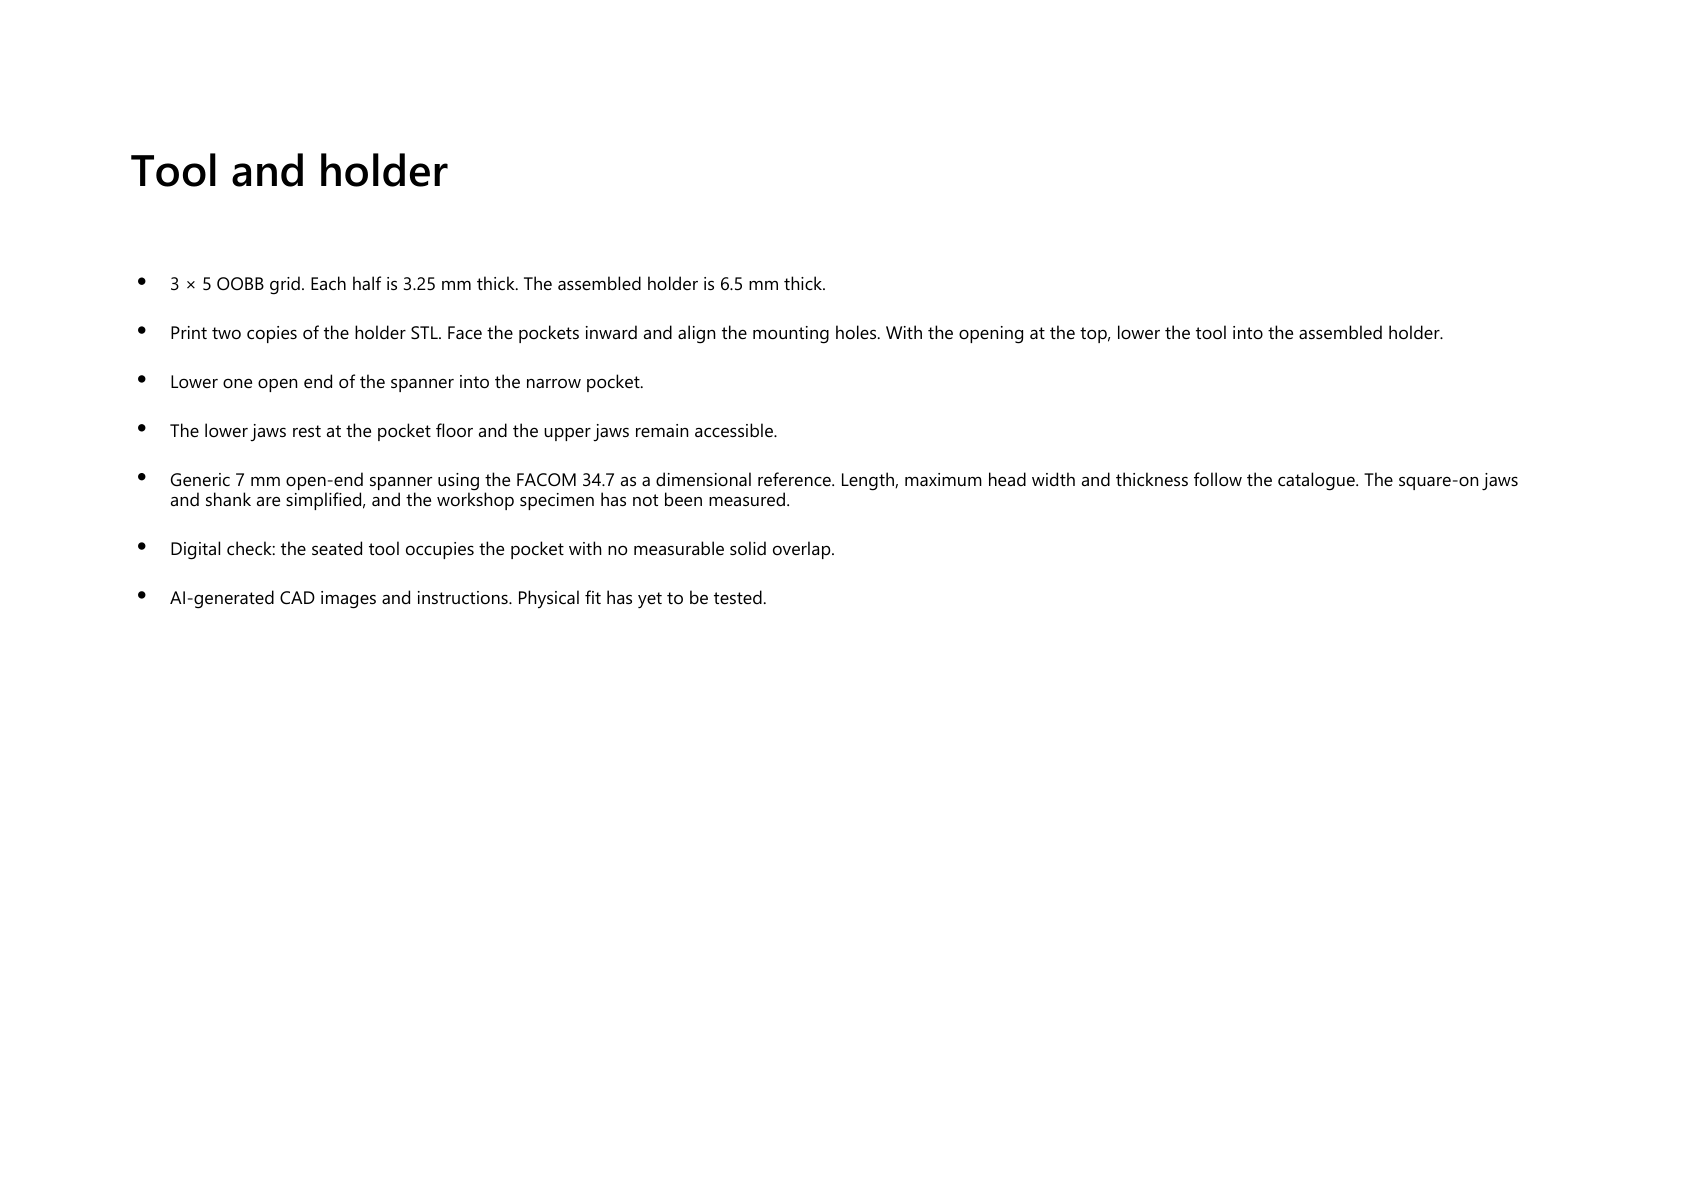 Tool and holder
• 3 × 5 OOBB grid. Each half is 3.25 mm thick. The assembled holder is 6.5 mm thick.
• Print two copies of the holder STL. Face the pockets inward and align the mounting holes. With the opening at the top, lower the tool into the assembled holder.
• Lower one open end of the spanner into the narrow pocket.
• The lower jaws rest at the pocket floor and the upper jaws remain accessible.
• Generic 7 mm open-end spanner using the FACOM 34.7 as a dimensional reference. Length, maximum head width and thickness follow the catalogue. The square-on jaws
and shank are simplified, and the workshop specimen has not been measured.
• Digital check: the seated tool occupies the pocket with no measurable solid overlap.
• AI-generated CAD images and instructions. Physical fit has yet to be tested.